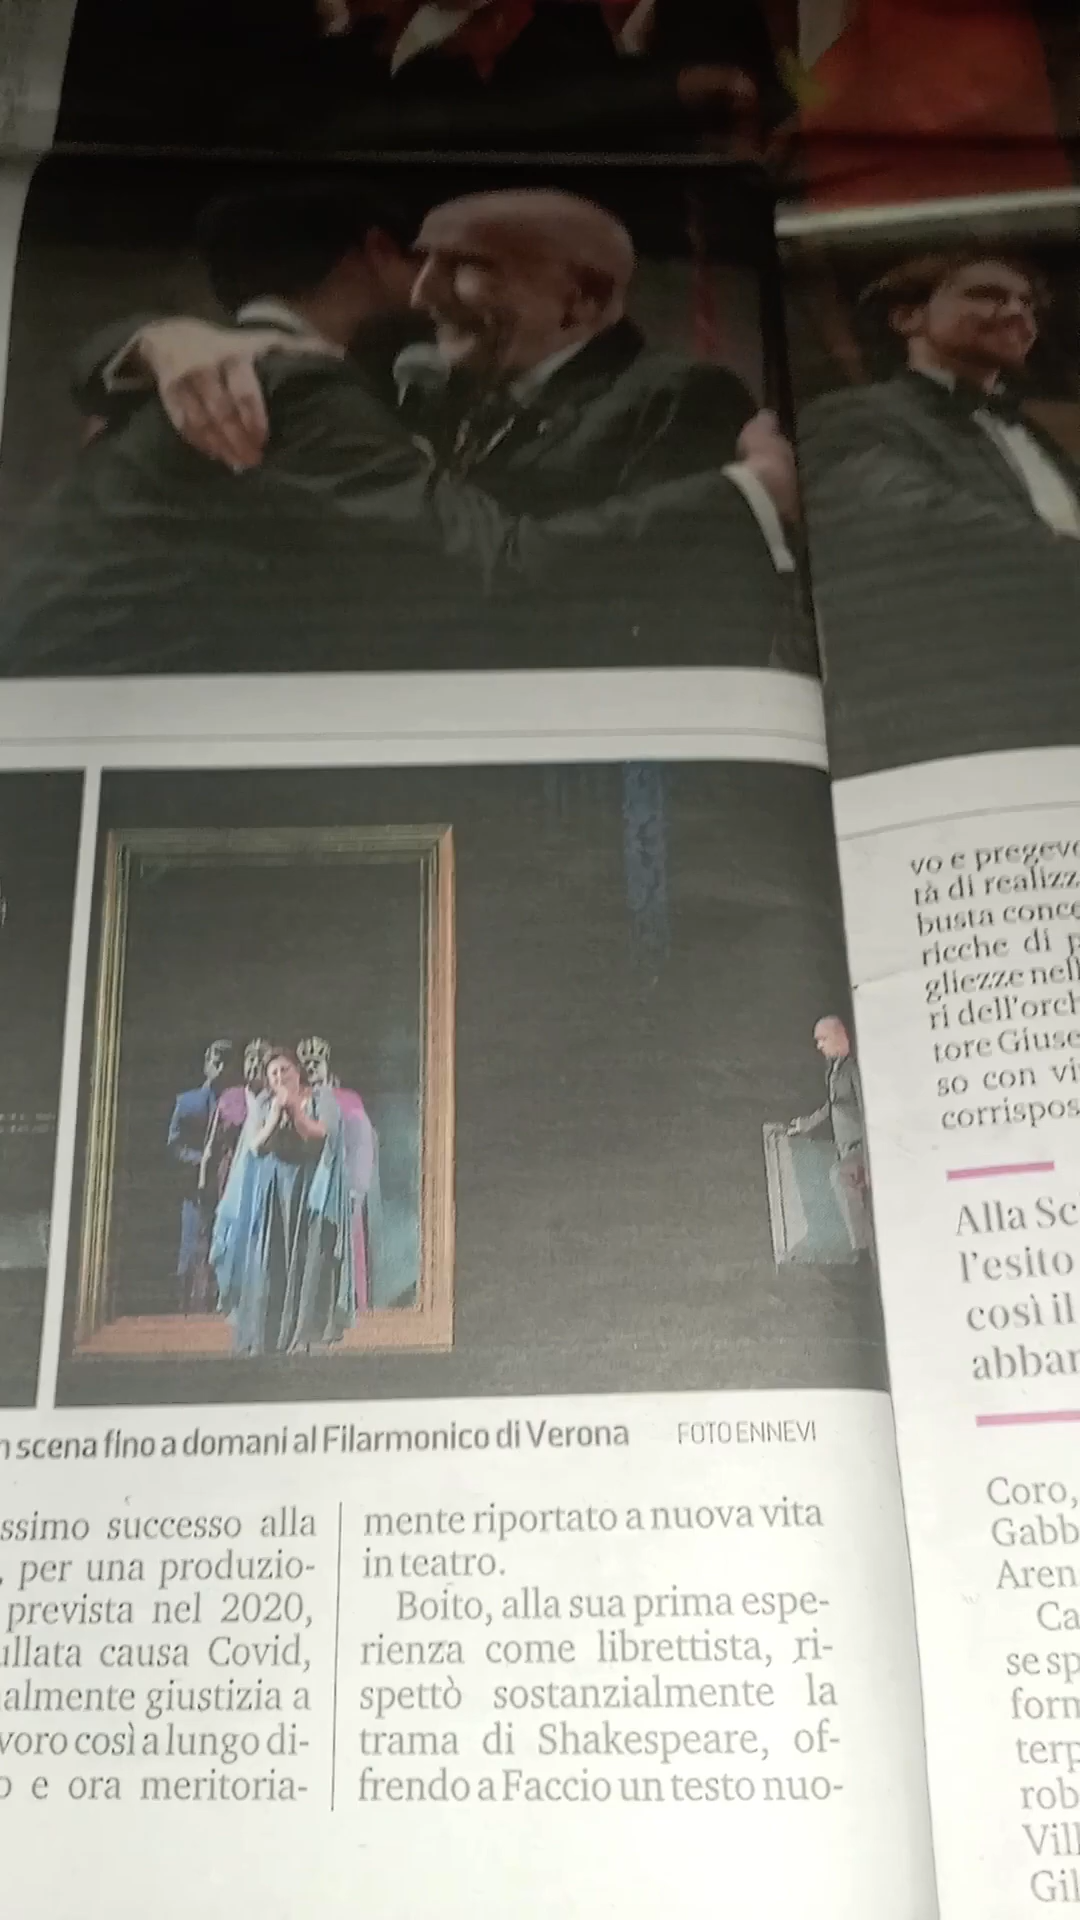 scena fino a domani al Filarmonico di Verona
FOTO ENNEVI
ssimo successo alla
per una produzio-
prevista nel 2020,
ullata causa Covid,
almente giustizia a
voro così a lungo di-
o e ora meritoria-
mente riportato a nuova vita
in teatro.
Boito, alla sua prima espe-
rienza come librettista, ri-
spettò sostanzialmente la
trama di Shakespeare, of-
frendo a Faccio un testo nuo-
vo e pregevo
tà di realizz
busta conce
ricche di p
gliezze nell
ri dell'orch
tore Giuse
so con vi
corrispos
Alla Sc
l'esito
così il
abban
Coro,
Gabb
Aren
Ca
se sp
forn
terp
rob
Vill
Gil